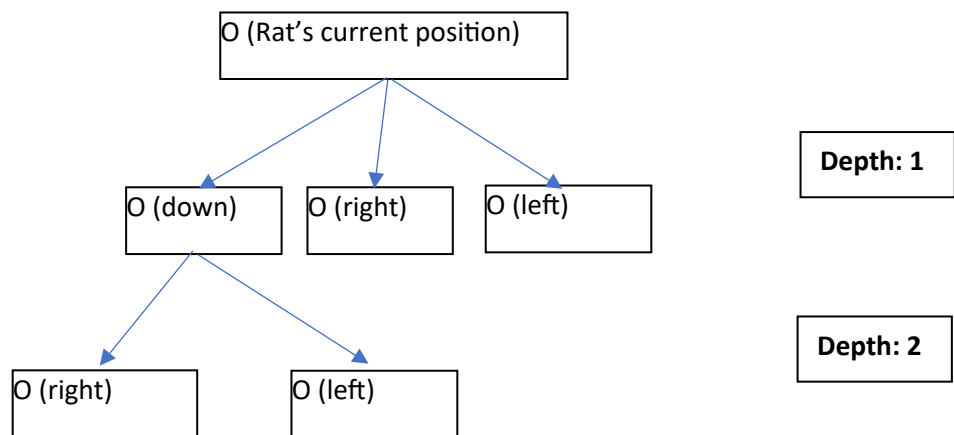 O (Rat’s current position)
Depth: 1
O (down)
O (right)
O (left)
Depth: 2
O (right)
O (left)